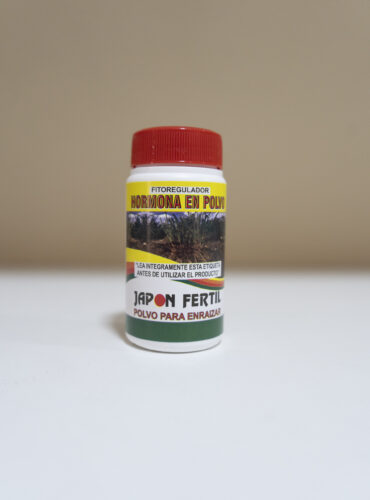 FITOREGULADOR
HORMONA EN POLVO
"LEA INTEGRAMENTE ESTA ETIQUETA
ANTES DE UTILIZAR EL PRODUCTO"
JAPON FERTIL
POLVO PARA ENRAIZAR